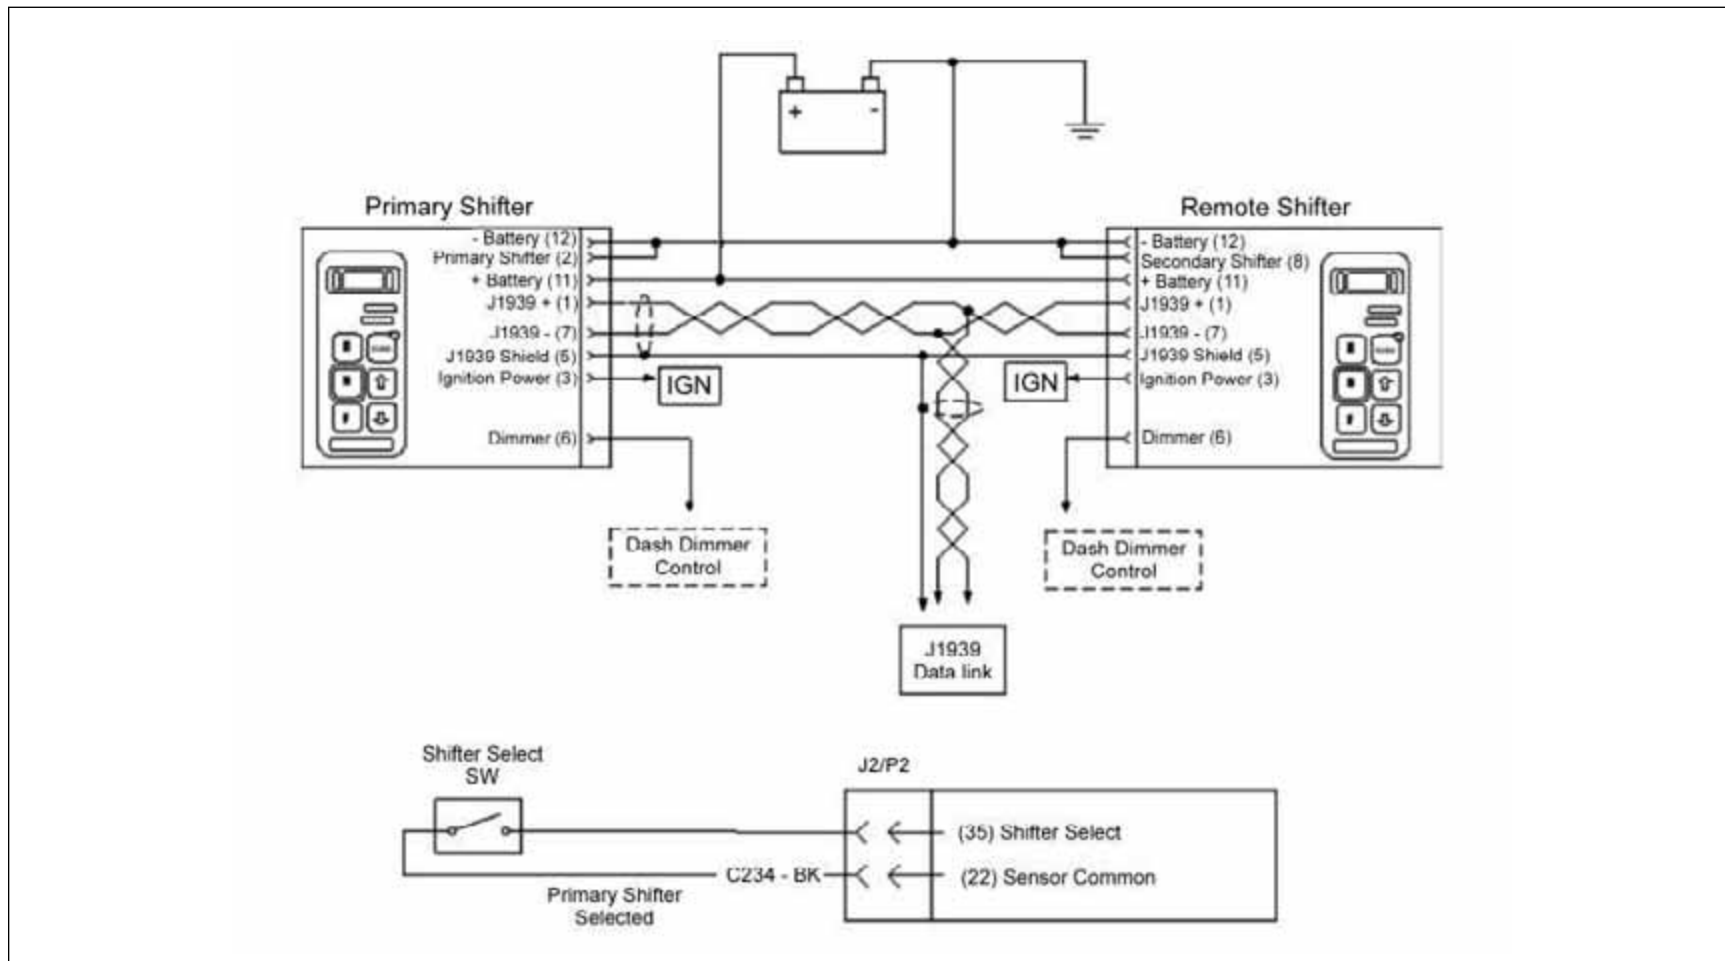 + -
Primary Shifter
Remote Shifter
- Battery (12)
Primary Shifter (2)
+ Battery (11)
J1939 + (1)
J1939 - (7)
J1939 Shield (5)
Ignition Power (3)
Dimmer (6)
- Battery (12)
Secondary Shifter (8)
+ Battery (11)
J1939 + (1)
J1939 - (7)
J1939 Shield (5)
Ignition Power (3)
Dimmer (6)
IGN
IGN
Dash Dimmer
Control
Dash Dimmer
Control
J1939
Data link
Shifter Select
SW
J2/P2
(35) Shifter Select
C234 - BK
(22) Sensor Common
Primary Shifter
Selected